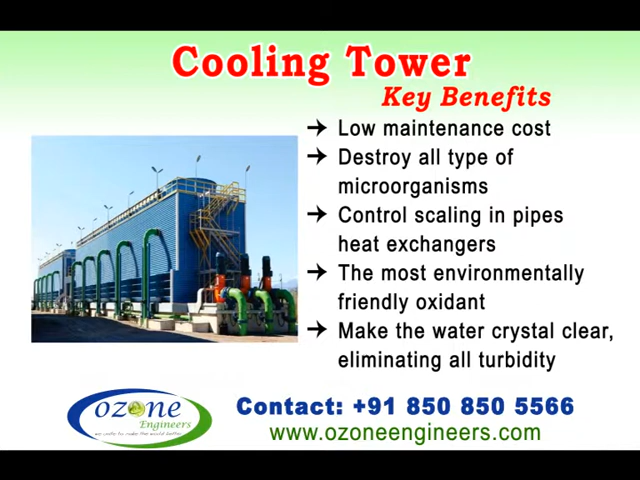 Cooling Tower
Key Benefits
→ Low maintenance cost
→ Destroy all type of
microorganisms
→ Control scaling in pipes
heat exchangers
→ The most environmentally
friendly oxidant
→ Make the water crystal clear,
eliminating all turbidity
ozone
Engineers
Contact: +91 850 850 5566
www.ozoneengineers.com